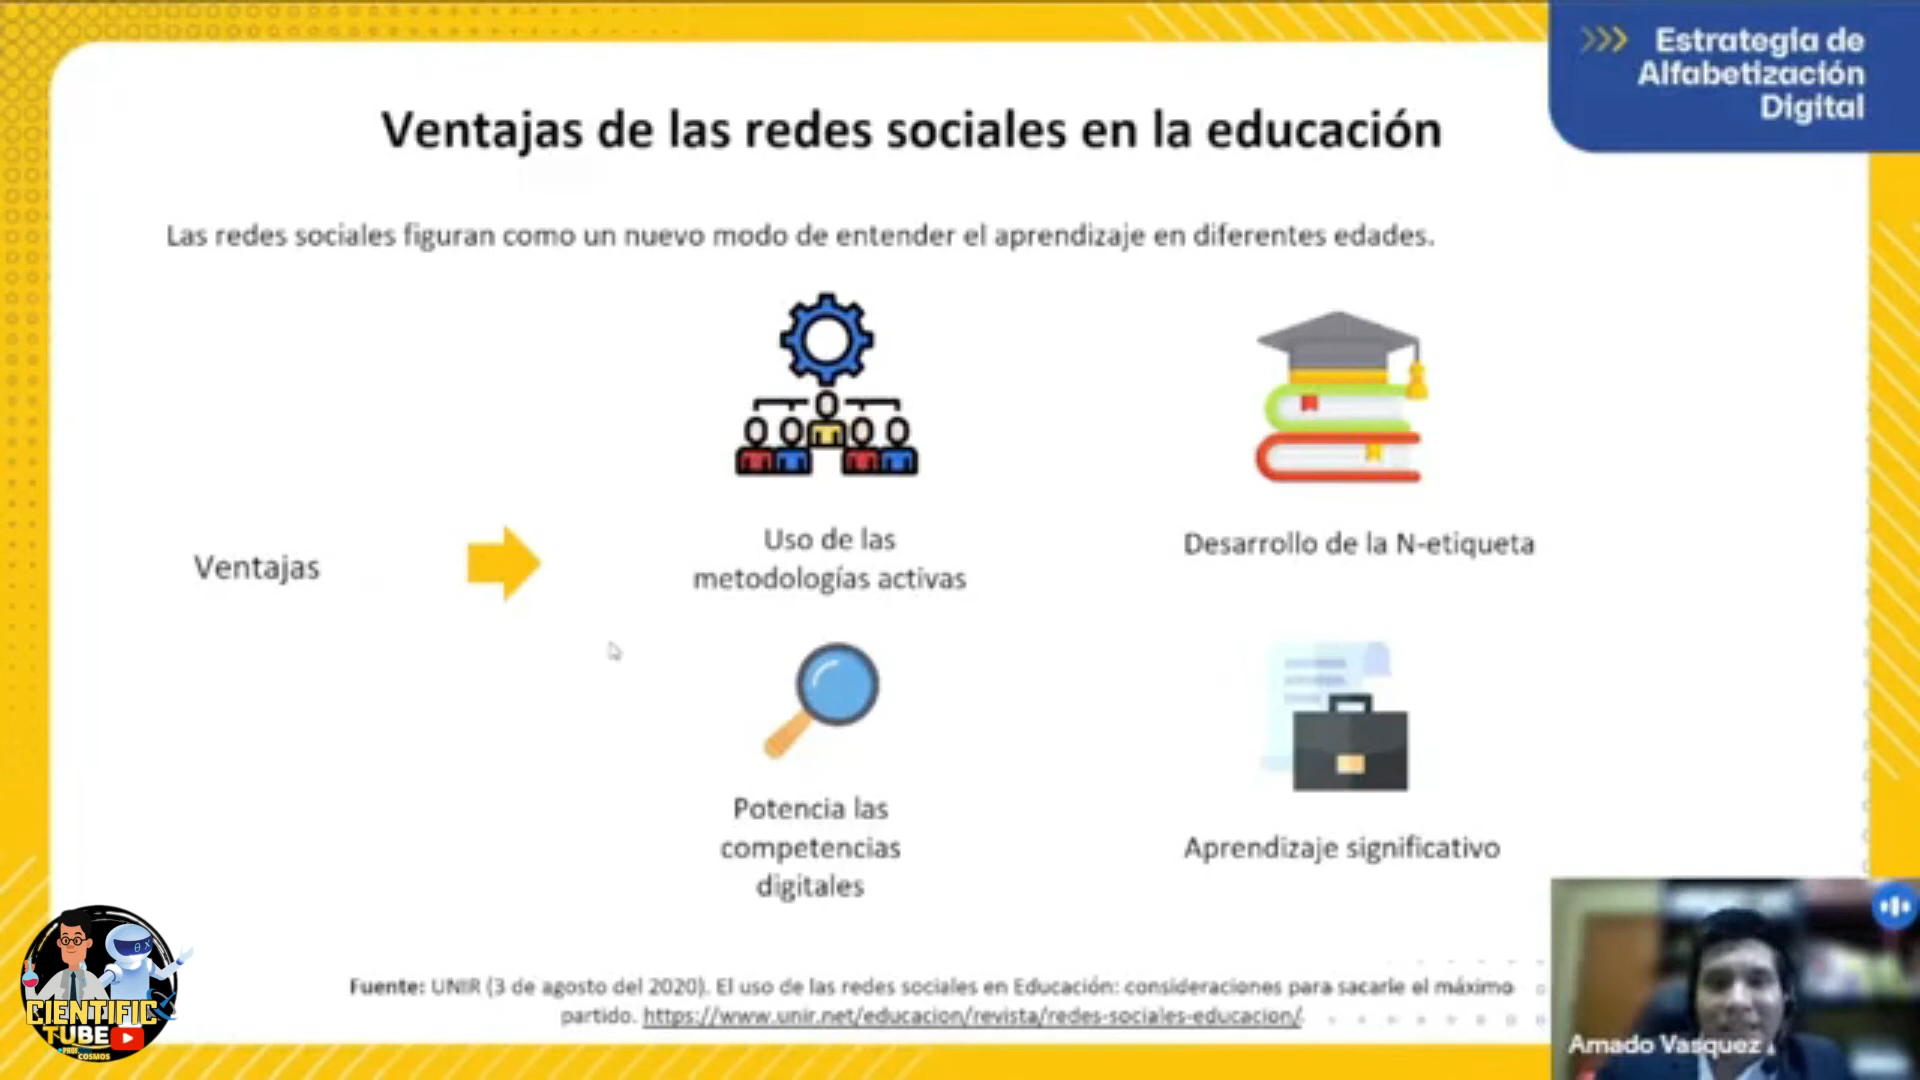 Estrategia de
Alfabetización
Digital
Ventajas de las redes sociales en la educación
Las redes sociales figuran como un nuevo modo de entender el aprendizaje en diferentes edades.
Ventajas
Uso de las
metodologías activas
Desarrollo de la N-etiqueta
Potencia las
competencias
digitales
Aprendizaje significativo
Fuente: UNIR (3 de agosto del 2020). El uso de las redes sociales en Educación: consideraciones para sacarle el máximo
partido. https://www.unir.net/educacion/revista/redes-sociales-educacion/
CIENTIFIC
TUBE
PROF.
COSMOS
Amado Vasquez